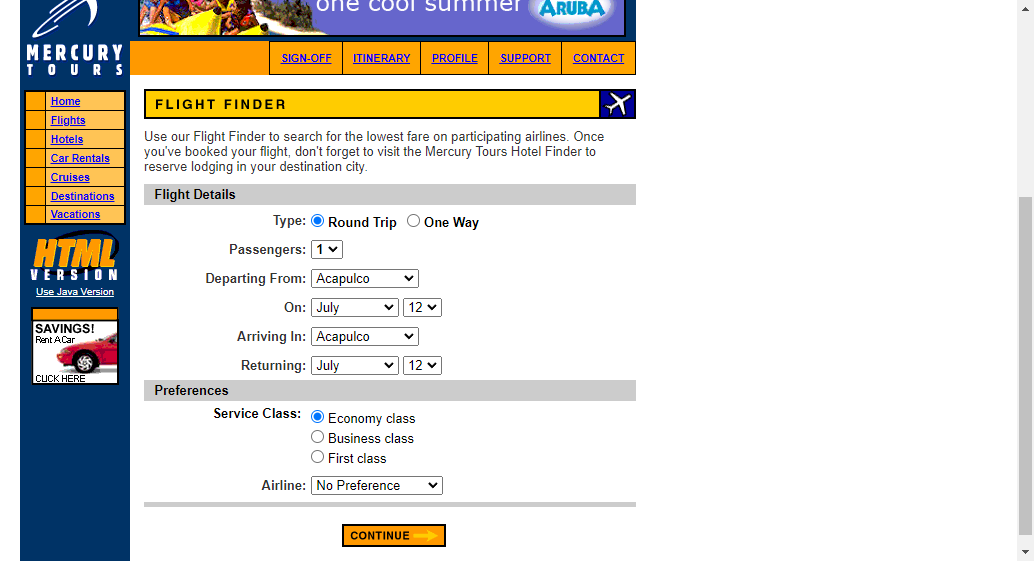 one cool summer
ARUBA
MERCURY
TOURS
SIGN-OFF ITINERARY PROFILE SUPPORT CONTACT
Home
Flights
Hotels
Car Rentals
Cruises
Destinations
Vacations
HTML
VERSION
Use Java Version
SAVINGS!
Rent A Car
CLICK HERE
FLIGHT FINDER
Use our Flight Finder to search for the lowest fare on participating airlines. Once
you've booked your flight, don't forget to visit the Mercury Tours Hotel Finder to
reserve lodging in your destination city.
Flight Details
Type: Round Trip One Way
Passengers: 1
Departing From: Acapulco
On: July 12
Arriving In: Acapulco
Returning: July 12
Preferences
Service Class: Economy class
Business class
First class
Airline: No Preference
CONTINUE